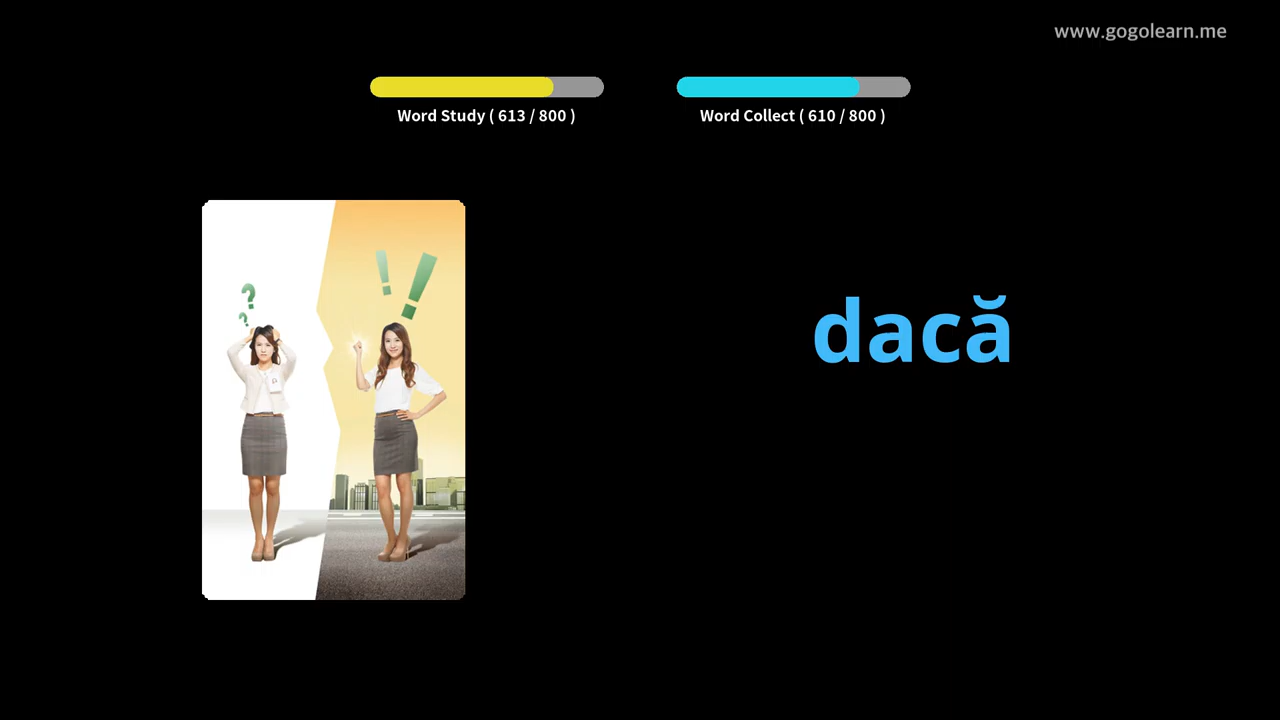 www.gogolearn.me
Word Study ( 613 / 800 )
Word Collect ( 610 / 800 )
? ?
! !
dacă